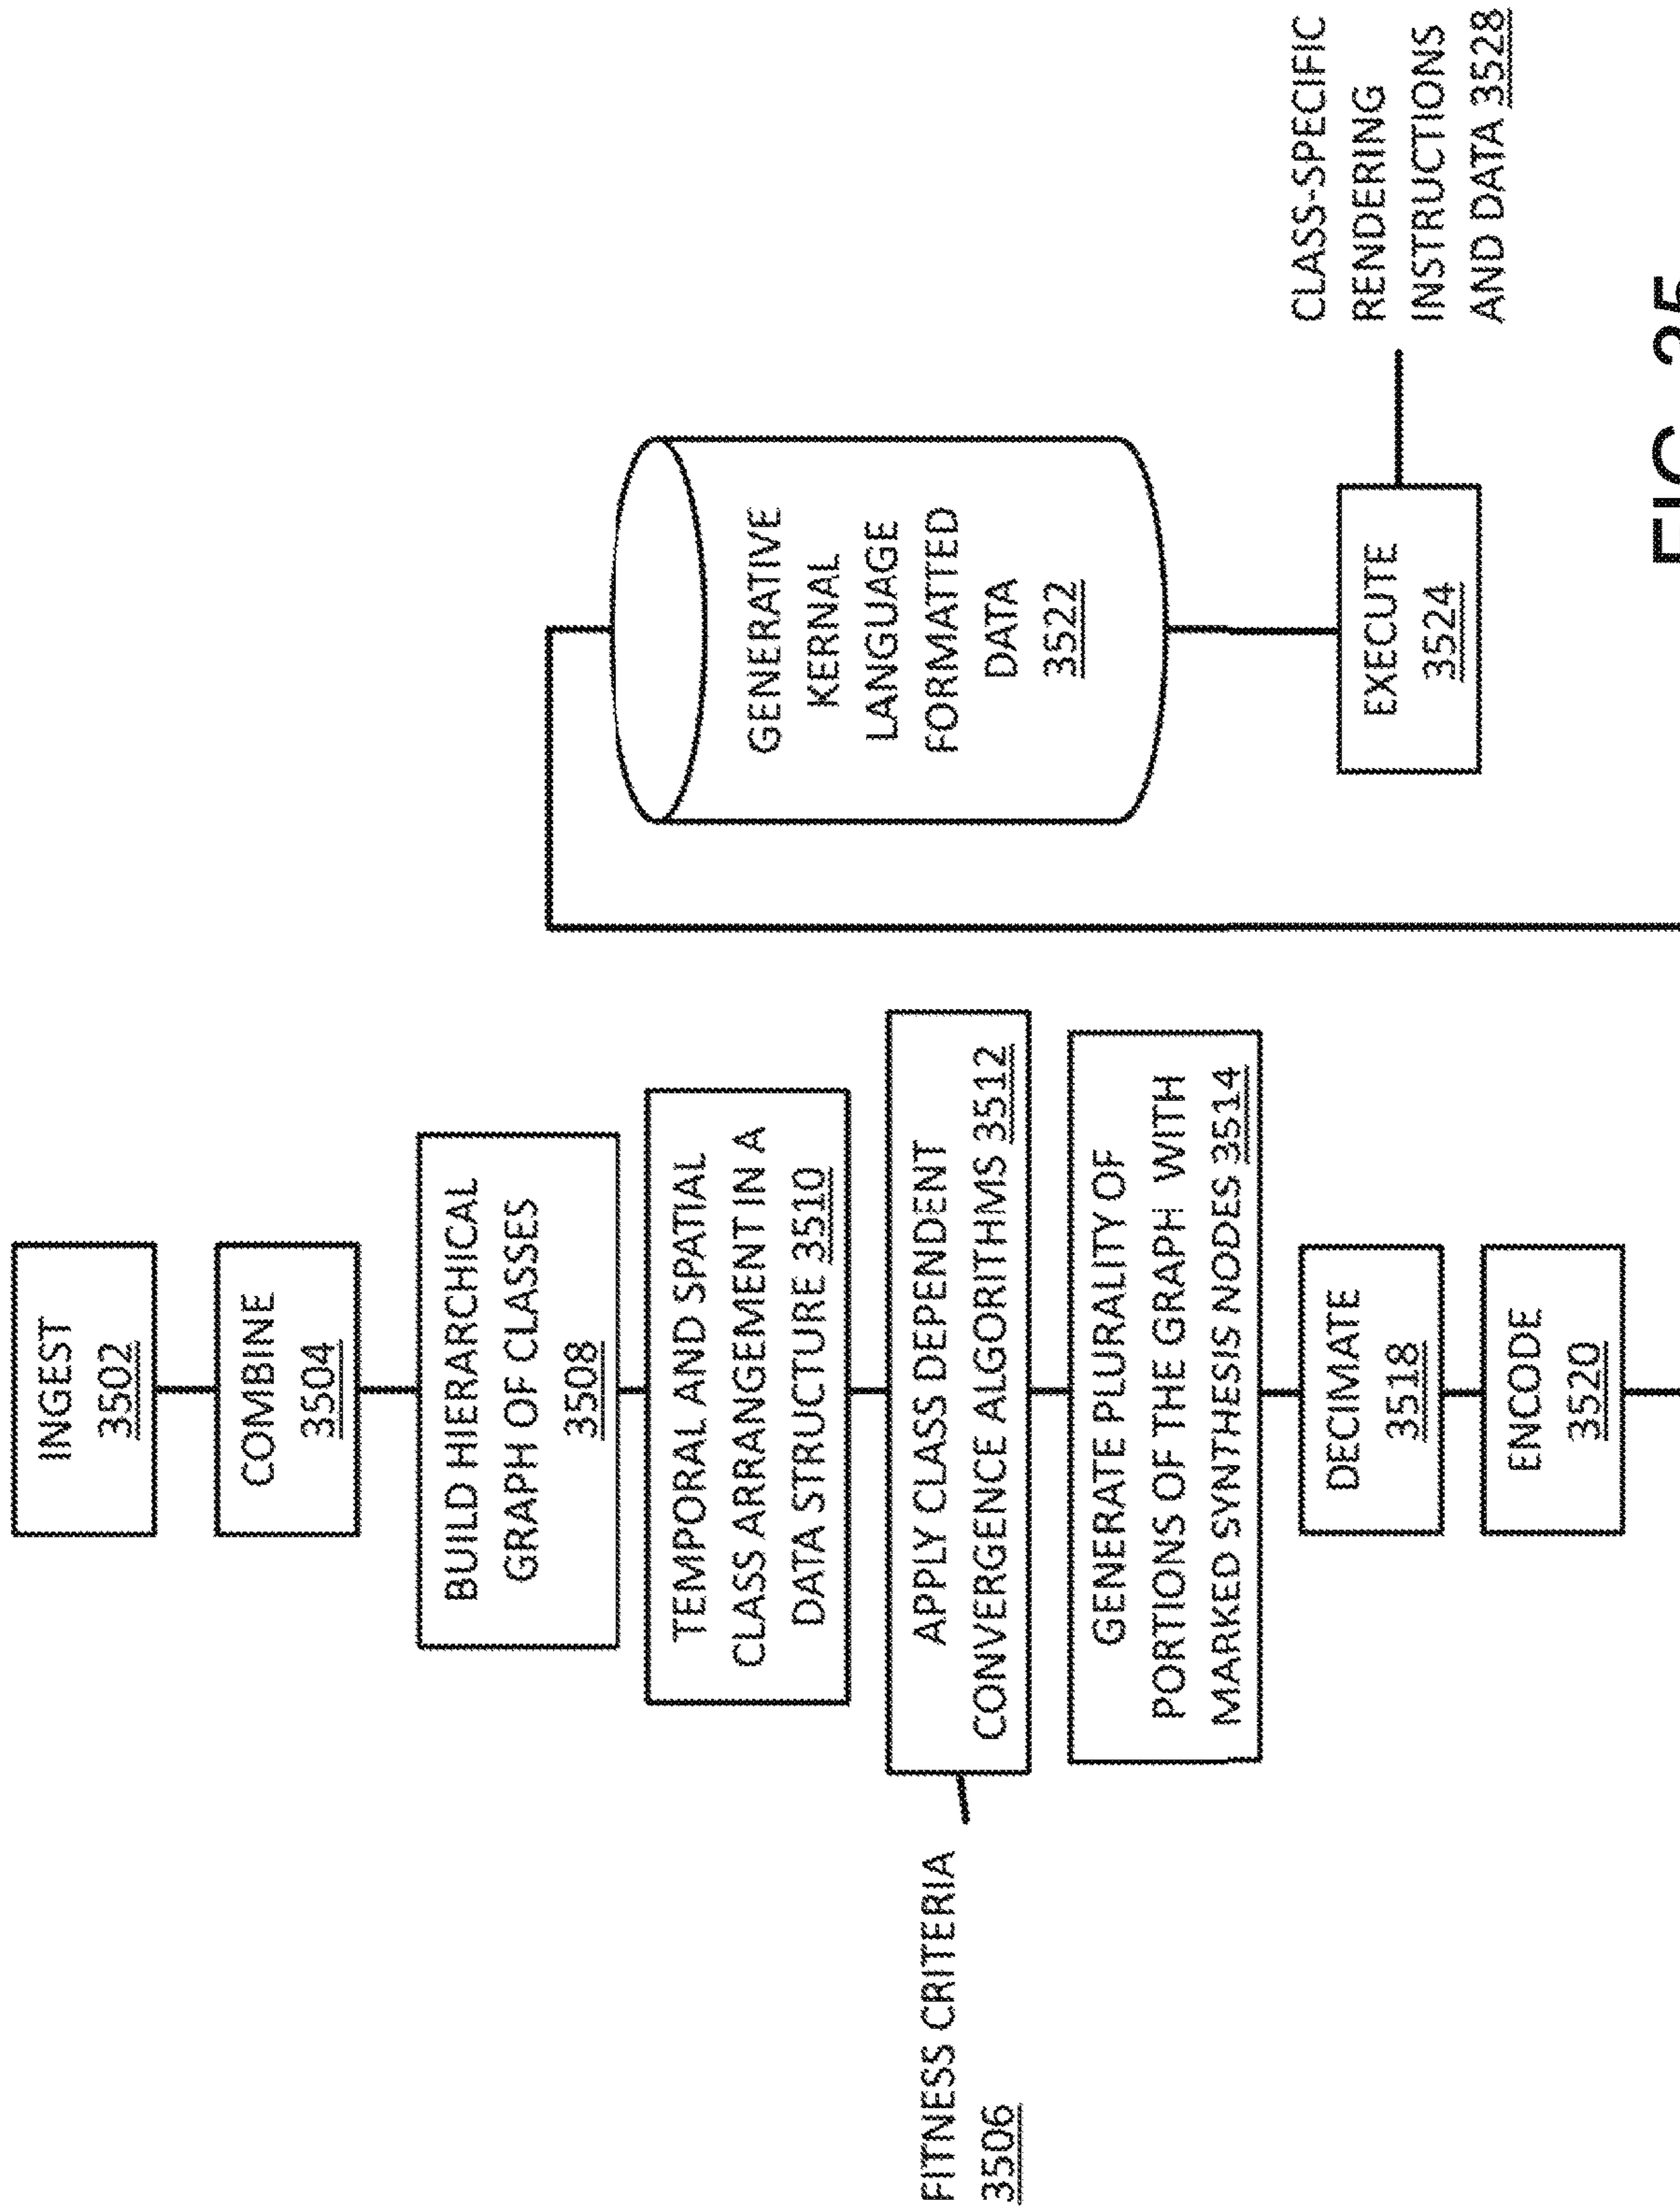 INGEST
3502
COMBINE
3504
BUILD HIERARCHICAL
GRAPH OF CLASSES
3508
TEMPORAL AND SPATIAL
CLASS ARRANGEMENT IN A
DATA STRUCTURE 3510
FITNESS CRITERIA
3506
APPLY CLASS DEPENDENT
CONVERGENCE ALGORITHMS 3512
GENERATE PLURALITY OF
PORTIONS OF THE GRAPH WITH
MARKED SYNTHESIS NODES 3514
DECIMATE
3518
ENCODE
3520
GENERATIVE
KERNAL
LANGUAGE
FORMATTED
DATA
3522
EXECUTE
3524
CLASS-SPECIFIC
RENDERING
INSTRUCTIONS
AND DATA 3528
FIG. 35